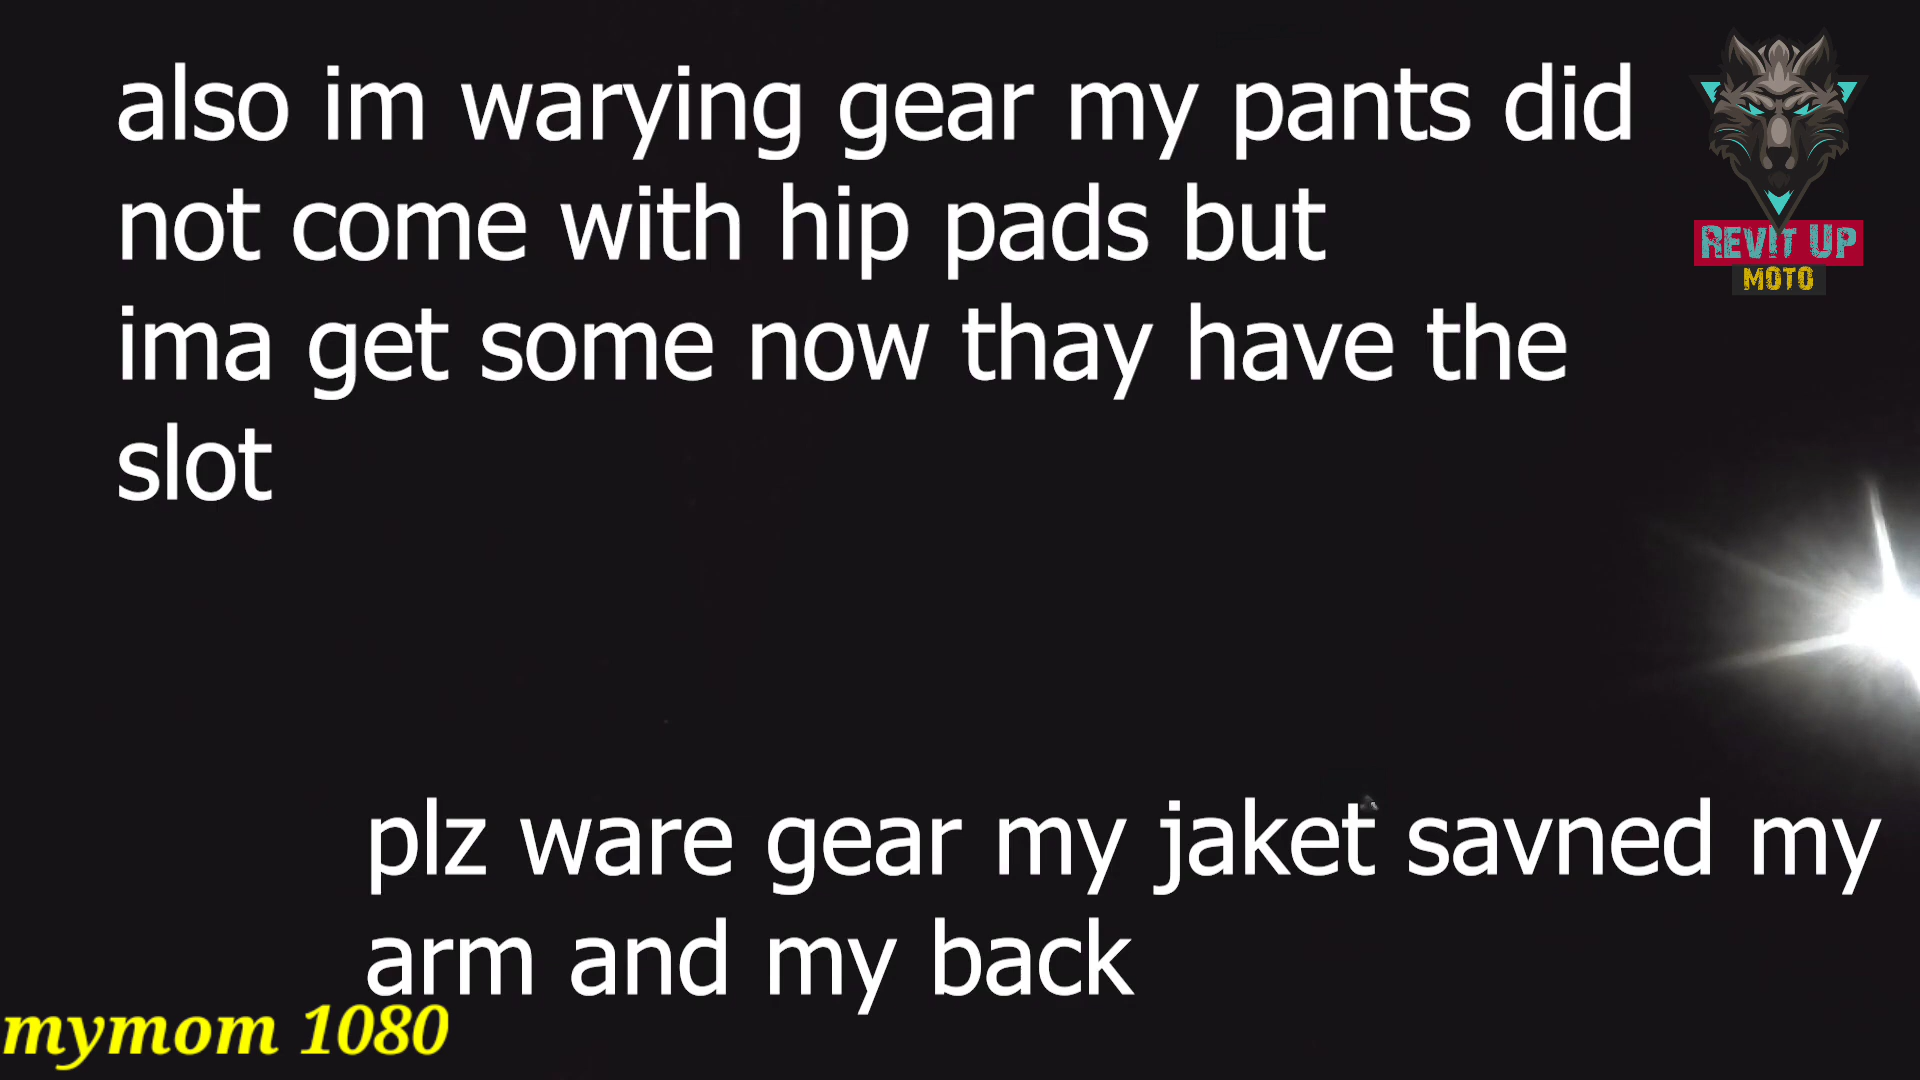 also im warying gear my pants did
not come with hip pads but
ima get some now thay have the
slot
REVIT UP
MOTO
plz ware gear my jaket savned my
arm and my back
mymom 1080